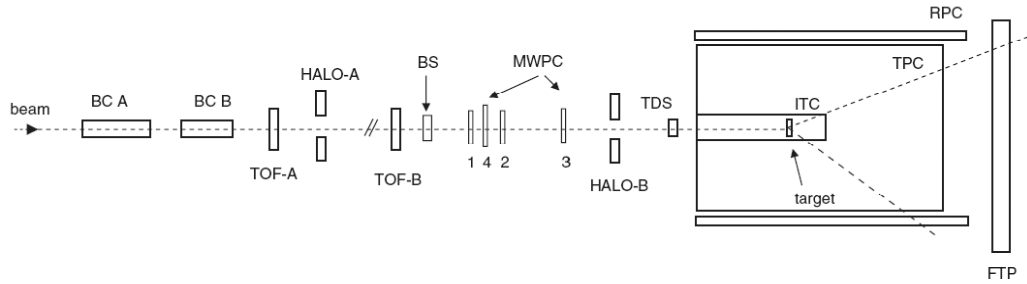 RPC
BS
MWPC
TPC
HALO-A
beam
BC A
BC B
TDS
ITC
1
4
2
3
TOF-A
TOF-B
HALO-B
target
FTP